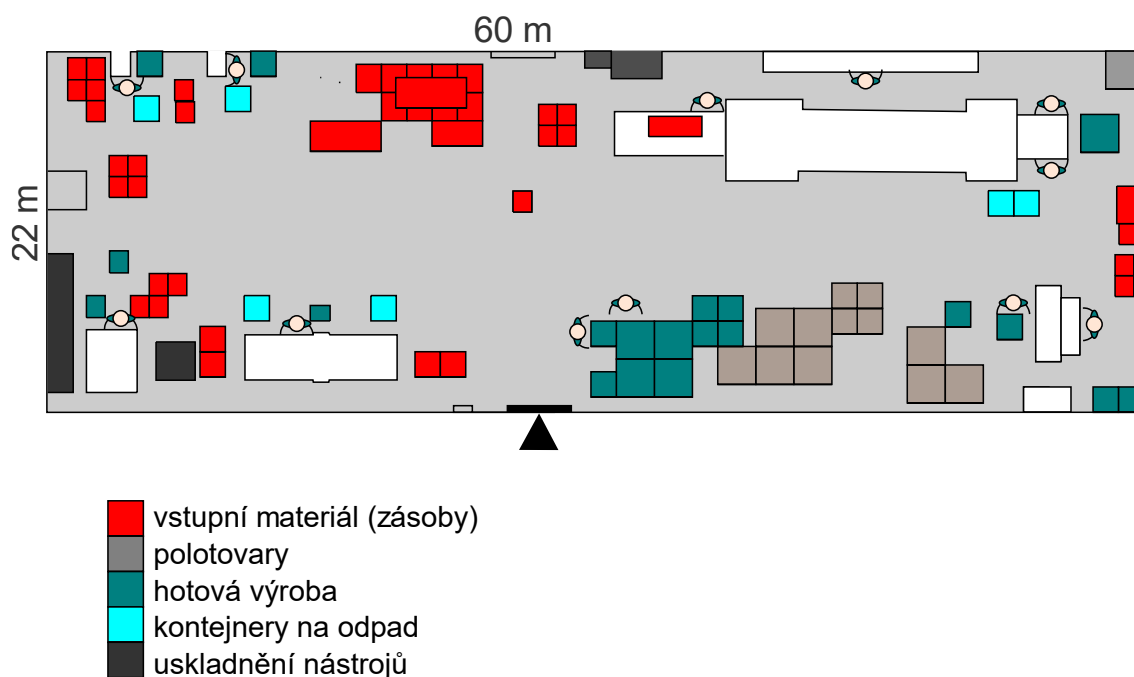 60 m
22 m
vstupní materiál (zásoby)
polotovary
hotová výroba
kontejnery na odpad
uskladnění nástrojů